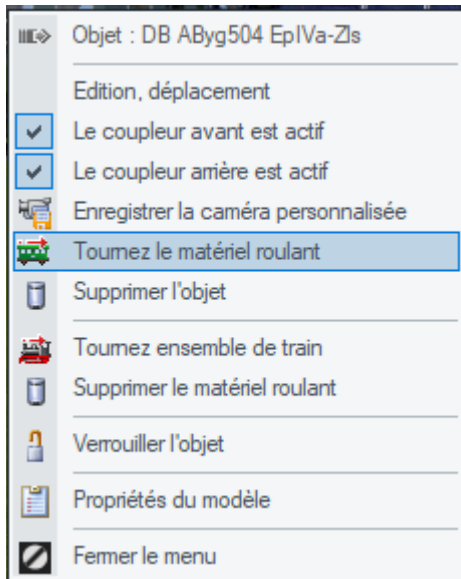 Objet : DB AByg504 EpIVa-Zls
Edition, déplacement
Le coupleur avant est actif
Le coupleur arrière est actif
Enregistrer la caméra personnalisée
Tournez le matériel roulant
Supprimer l'objet
Tournez ensemble de train
Supprimer le matériel roulant
Verrouiller l'objet
Propriétés du modèle
Fermer le menu